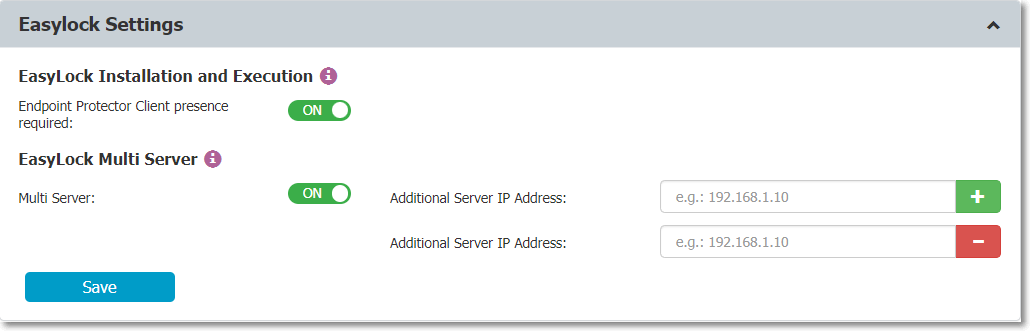 Easylock Settings
EasyLock Installation and Execution i
Endpoint Protector Client presence
required:
ON
EasyLock Multi Server i
Multi Server:
ON
Additional Server IP Address:
e.g.: 192.168.1.10
+
Additional Server IP Address:
e.g.: 192.168.1.10
−
Save